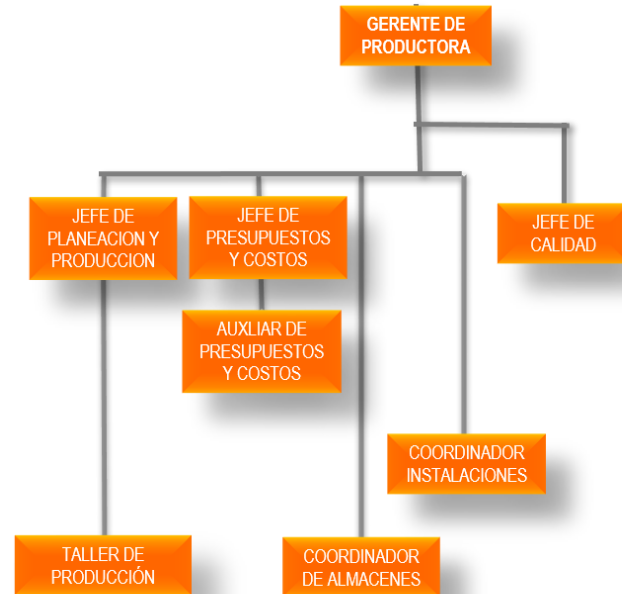 GERENTE DE
PRODUCTORA
JEFE DE
PLANEACION Y
PRODUCCION
JEFE DE
PRESUPUESTOS
Y COSTOS
JEFE DE
CALIDAD
AUXLIAR DE
PRESUPUESTOS
Y COSTOS
COORDINADOR
INSTALACIONES
TALLER DE
PRODUCCIÓN
COORDINADOR
DE ALMACENES